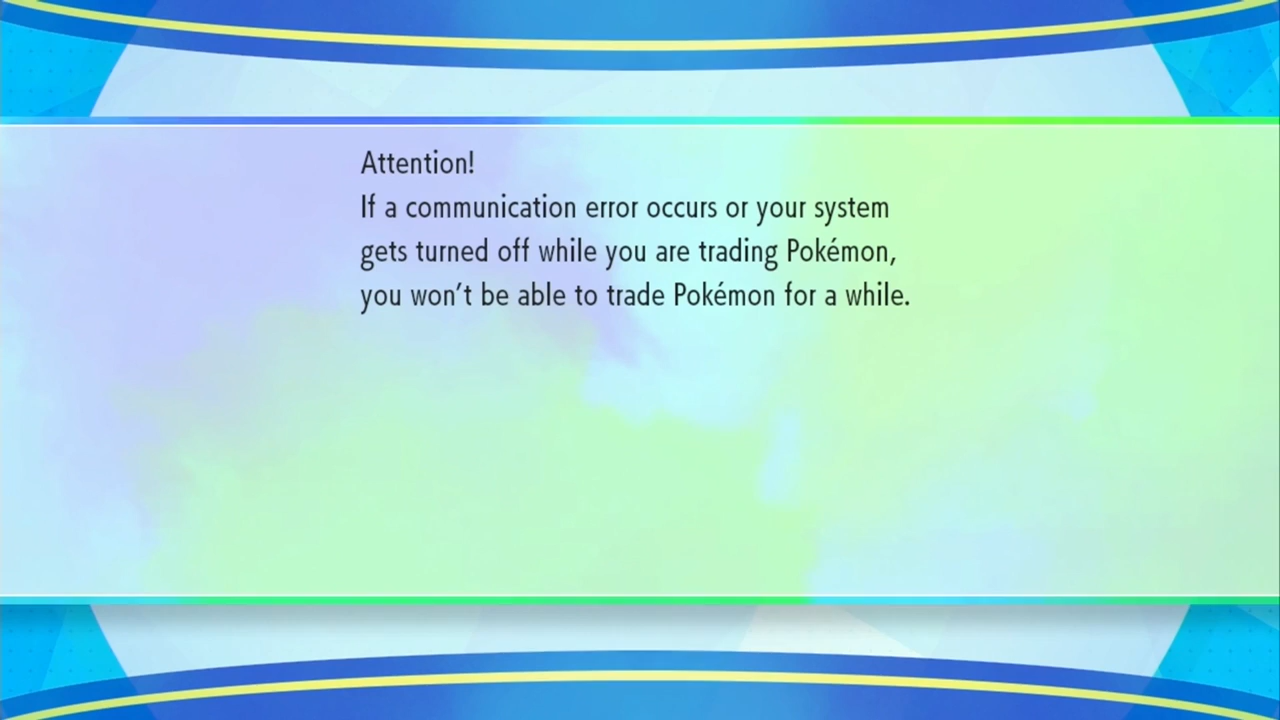 Attention!
If a communication error occurs or your system
gets turned off while you are trading Pokémon,
you won’t be able to trade Pokémon for a while.